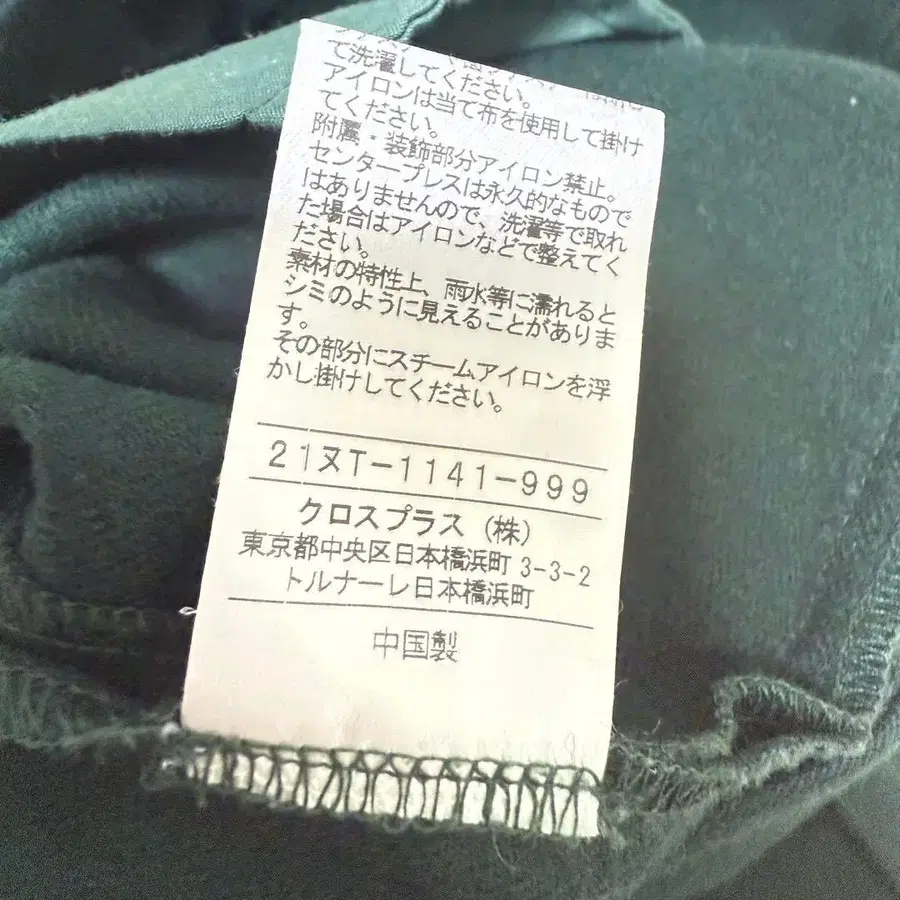 て洗濯してください。
アイロンは当て布を使用して掛け
てください。
附属・装飾部分アイロン禁止。
センタープレスは永久的なもので
はありませんので、洗濯等で取れ
た場合はアイロンなどで整えてく
ださい。
素材の特性上、雨水等に濡れると
シミのように見えることがありま
す。
その部分にスチームアイロンを浮
かし掛けしてください。
21ヌT-1141-999
クロスプラス(株)
東京都中央区日本橋浜町 3-3-2
トルナーレ日本橋浜町
中国製